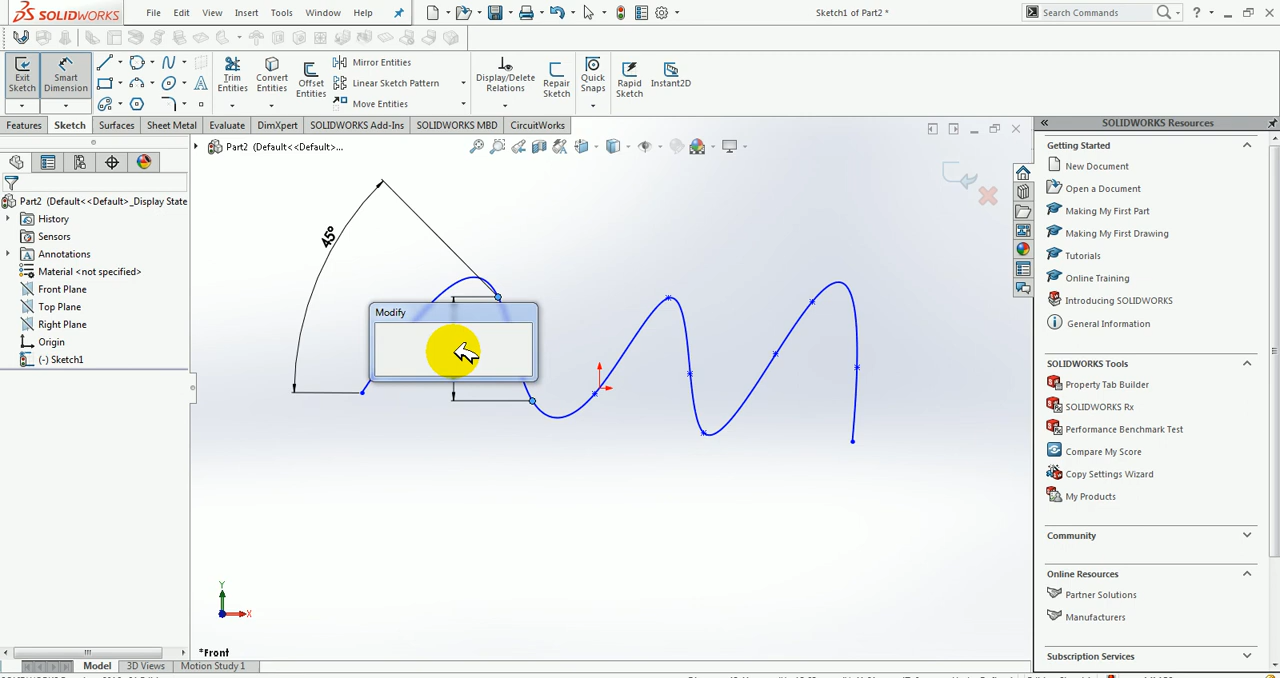 SOLIDWORKS File Edit View Insert Tools Window Help Sketch1 of Part2 * Search Commands
Exit Sketch Smart Dimension Trim Entities Convert Entities Offset Entities Mirror Entities Linear Sketch Pattern Move Entities Display/Delete Relations Repair Sketch Quick Snaps Rapid Sketch Instant2D
Features Sketch Surfaces Sheet Metal Evaluate DimXpert SOLIDWORKS Add-Ins SOLIDWORKS MBD CircuitWorks
Part2 (Default<<Default>...
Part2 (Default<<Default>_Display State
History
Sensors
Annotations
Material <not specified>
Front Plane
Top Plane
Right Plane
Origin
(-) Sketch1
45°
Modify
Y
X
*Front
Model 3D Views Motion Study 1
SOLIDWORKS Resources
Getting Started
New Document
Open a Document
Making My First Part
Making My First Drawing
Tutorials
Online Training
Introducing SOLIDWORKS
General Information
SOLIDWORKS Tools
Property Tab Builder
SOLIDWORKS Rx
Performance Benchmark Test
Compare My Score
Copy Settings Wizard
My Products
Community
Online Resources
Partner Solutions
Manufacturers
Subscription Services